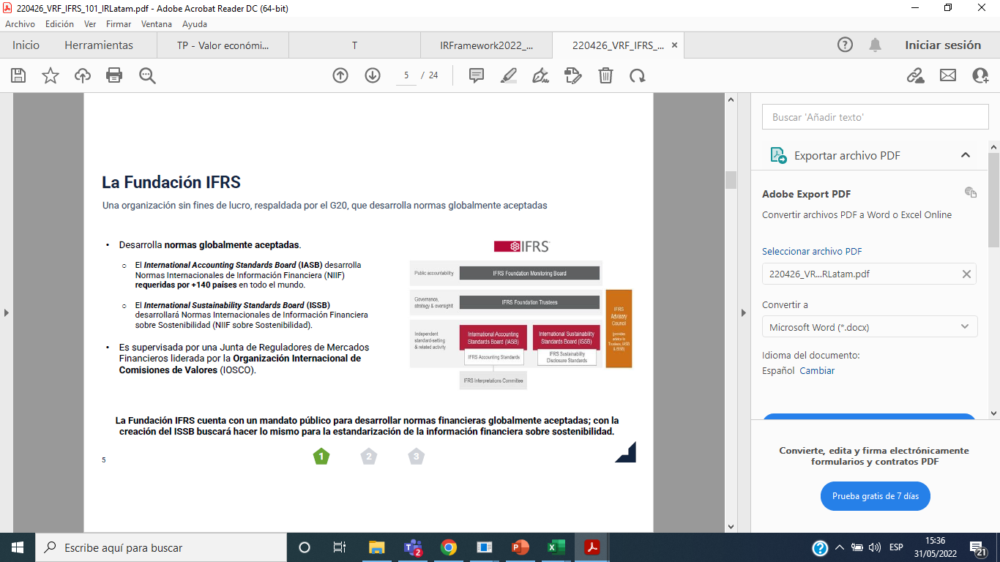 220426_VRF_IFRS_101_IRLatam.pdf - Adobe Acrobat Reader DC (64-bit)
Archivo Edición Ver Firmar Ventana Ayuda
Inicio Herramientas TP - Valor económi... T IRFramework2022_... 220426_VRF_IFRS_... Iniciar sesión
5 / 24
La Fundación IFRS
Una organización sin fines de lucro, respaldada por el G20, que desarrolla normas globalmente aceptadas
• Desarrolla normas globalmente aceptadas.
o El International Accounting Standards Board (IASB) desarrolla
Normas Internacionales de Información Financiera (NIIF)
requeridas por +140 países en todo el mundo.
o El International Sustainability Standards Board (ISSB)
desarrollará Normas Internacionales de Información Financiera
sobre Sostenibilidad (NIIF sobre Sostenibilidad).
• Es supervisada por una Junta de Reguladores de Mercados
Financieros liderada por la Organización Internacional de
Comisiones de Valores (IOSCO).
IFRS
Public accountability
IFRS Foundation Monitoring Board
Governance,
strategy & oversight
IFRS Foundation Trustees
Independent
standard-setting
& related activity
International Accounting
Standards Board (IASB)
IFRS Accounting Standards
International Sustainability
Standards Board (ISSB)
IFRS Sustainability
Disclosure Standards
IFRS Interpretations Committee
IFRS
Advisory
Council
(provides
advice to
Trustees, IASB
& ISSB)
La Fundación IFRS cuenta con un mandato público para desarrollar normas financieras globalmente aceptadas; con la
creación del ISSB buscará hacer lo mismo para la estandarización de la información financiera sobre sostenibilidad.
5
1 2 3
Buscar 'Añadir texto'
Exportar archivo PDF
Adobe Export PDF
Convertir archivos PDF a Word o Excel Online
Seleccionar archivo PDF
220426_VR...RLatam.pdf
Convertir a
Microsoft Word (*.docx)
Idioma del documento:
Español Cambiar
Convierte, edita y firma electrónicamente
formularios y contratos PDF
Prueba gratis de 7 días
Escribe aquí para buscar
2
ESP
15:36
31/05/2022
21